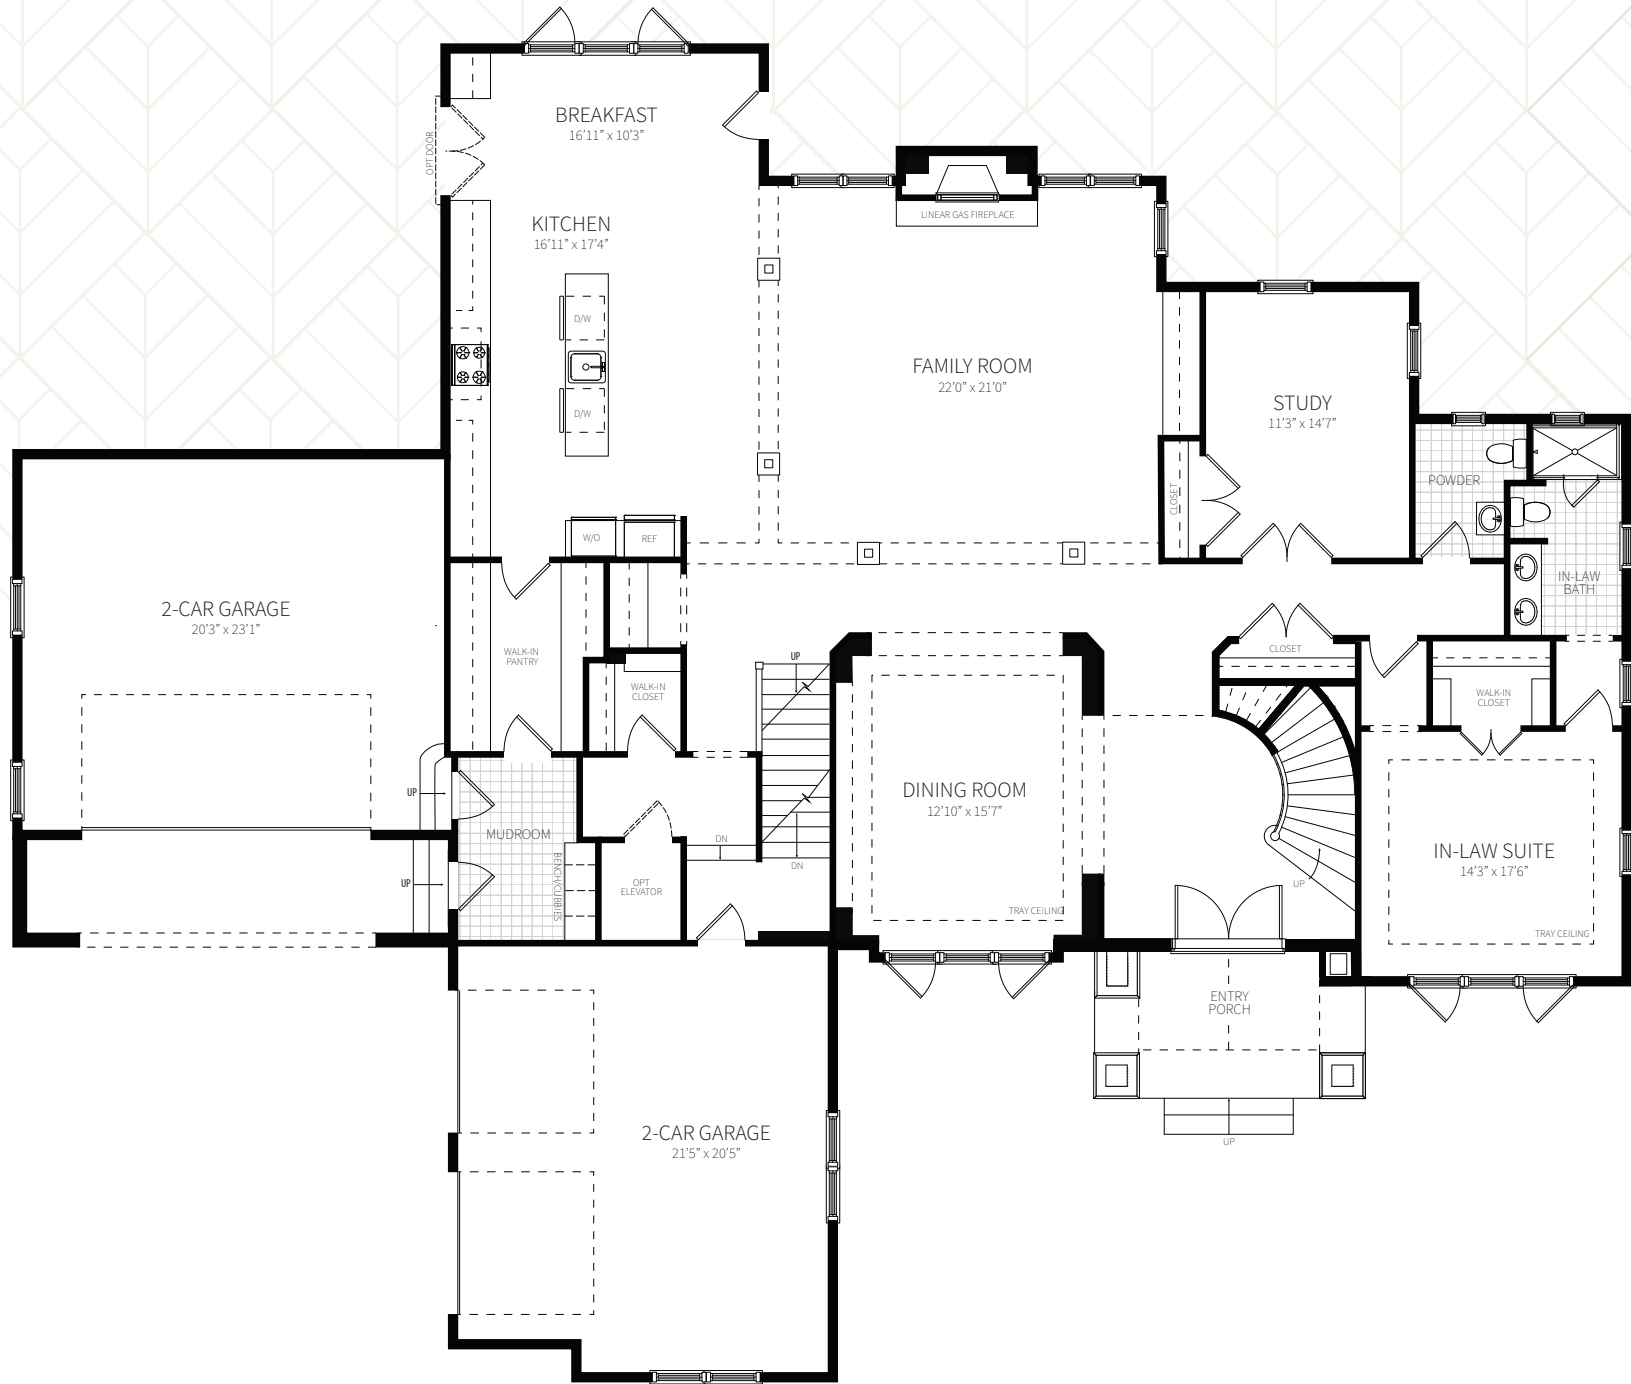 BREAKFAST
16'11" x 10'3"
OPT DOOR
KITCHEN
16'11" x 17'4"
LINEAR GAS FIREPLACE
D/W
D/W
FAMILY ROOM
22'0" x 21'0"
STUDY
11'3" x 14'7"
CLOSET
POWDER
W/O
REF
IN-LAW
BATH
2-CAR GARAGE
20'3" x 23'1"
WALK-IN
PANTRY
WALK-IN
CLOSET
UP
CLOSET
WALK-IN
CLOSET
UP
DINING ROOM
12'10" x 15'7"
MUDROOM
BENCH/CUBBIES
DN
DN
IN-LAW SUITE
14'3" x 17'6"
UP
OPT
ELEVATOR
UP
TRAY CEILING
TRAY CEILING
ENTRY
PORCH
UP
2-CAR GARAGE
21'5" x 20'5"